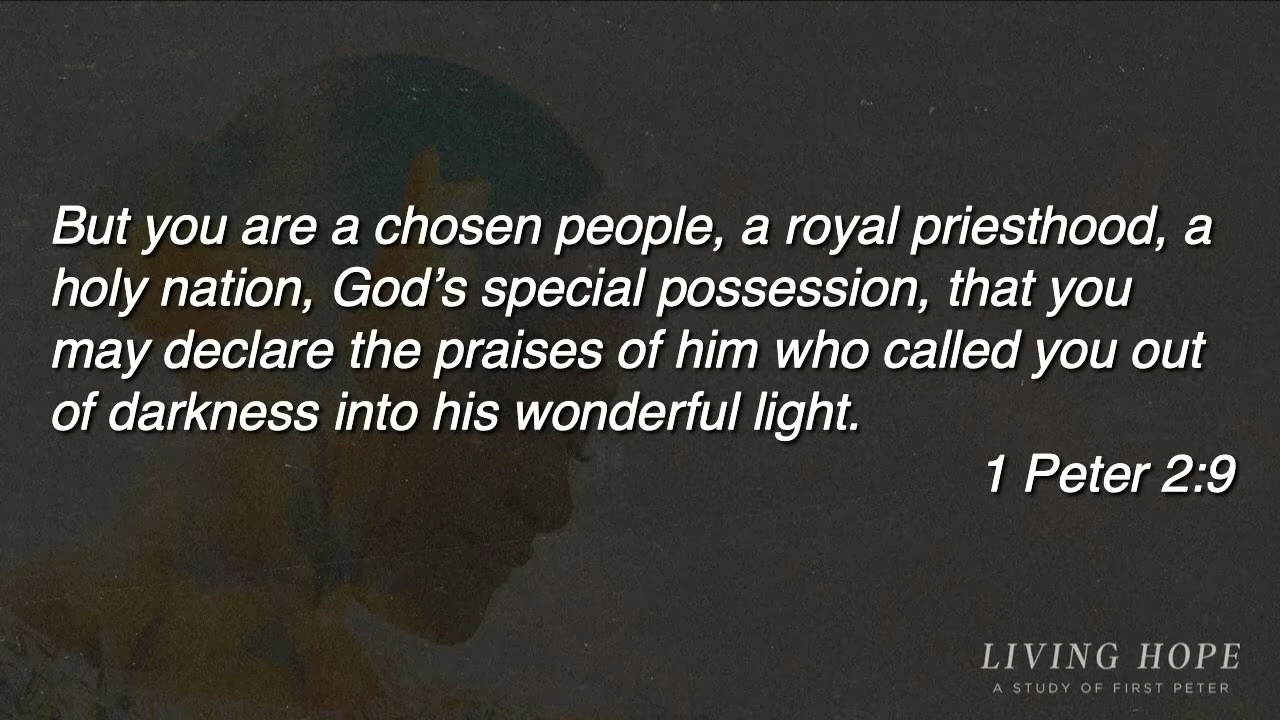 But you are a chosen people, a royal priesthood, a
holy nation, God’s special possession, that you
may declare the praises of him who called you out
of darkness into his wonderful light.
1 Peter 2:9
LIVING HOPE
A STUDY OF FIRST PETER